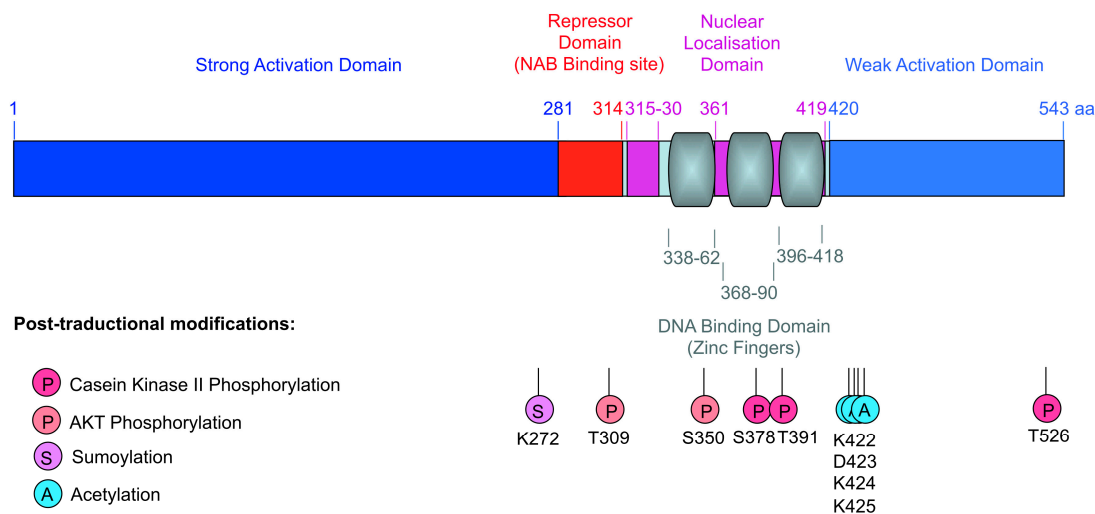 Repressor
Domain
(NAB Binding site)
Nuclear
Localisation
Domain
Strong Activation Domain
Weak Activation Domain
1
281
314
315-30
361
419
420
543 aa
338-62
396-418
368-90
DNA Binding Domain
(Zinc Fingers)
Post-traductional modifications:
P Casein Kinase II Phosphorylation
P AKT Phosphorylation
S Sumoylation
A Acetylation
S
P
P
P
P
A
P
K272
T309
S350
S378
T391
K422
D423
K424
K425
T526